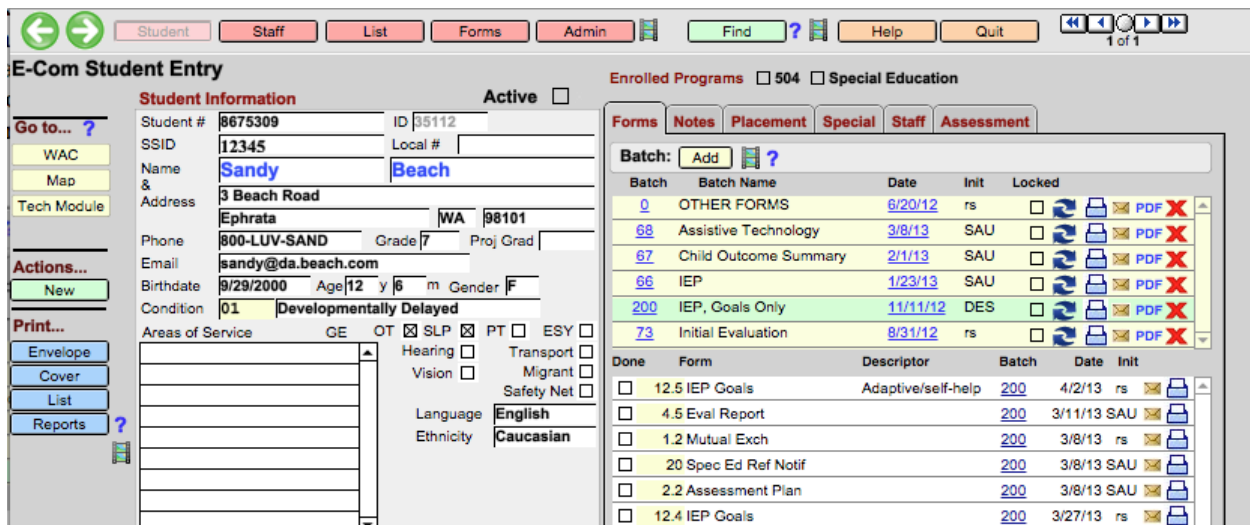 Student Staff List Forms Admin Find ? Help Quit
1 of 1
E-Com Student Entry
Enrolled Programs 504 Special Education
Student Information Active
Go to... ?
WAC
Map
Tech Module
Actions...
New
Print...
Envelope
Cover
List
Reports ?
Student # 8675309 ID 35112
SSID 12345 Local #
Name Sandy Beach
&
Address 3 Beach Road
Ephrata WA 98101
Phone 800-LUV-SAND Grade 7 Proj Grad
Email sandy@da.beach.com
Birthdate 9/29/2000 Age 12 y 6 m Gender F
Condition 01 Developmentally Delayed
Areas of Service GE OT SLP PT ESY
Hearing Transport
Vision Migrant
Safety Net
Language English
Ethnicity Caucasian
Forms Notes Placement Special Staff Assessment
Batch: Add ?
Batch Batch Name Date Init Locked
0 OTHER FORMS 6/20/12 rs PDF
68 Assistive Technology 3/8/13 SAU PDF
67 Child Outcome Summary 2/1/13 SAU PDF
66 IEP 1/23/13 SAU PDF
200 IEP, Goals Only 11/11/12 DES PDF
73 Initial Evaluation 8/31/12 rs PDF
Done Form Descriptor Batch Date Init
12.5 IEP Goals Adaptive/self-help 200 4/2/13 rs
4.5 Eval Report 200 3/11/13 SAU
1.2 Mutual Exch 200 3/8/13 rs
20 Spec Ed Ref Notif 200 3/8/13 SAU
2.2 Assessment Plan 200 3/8/13 SAU
12.4 IEP Goals 200 3/27/13 rs